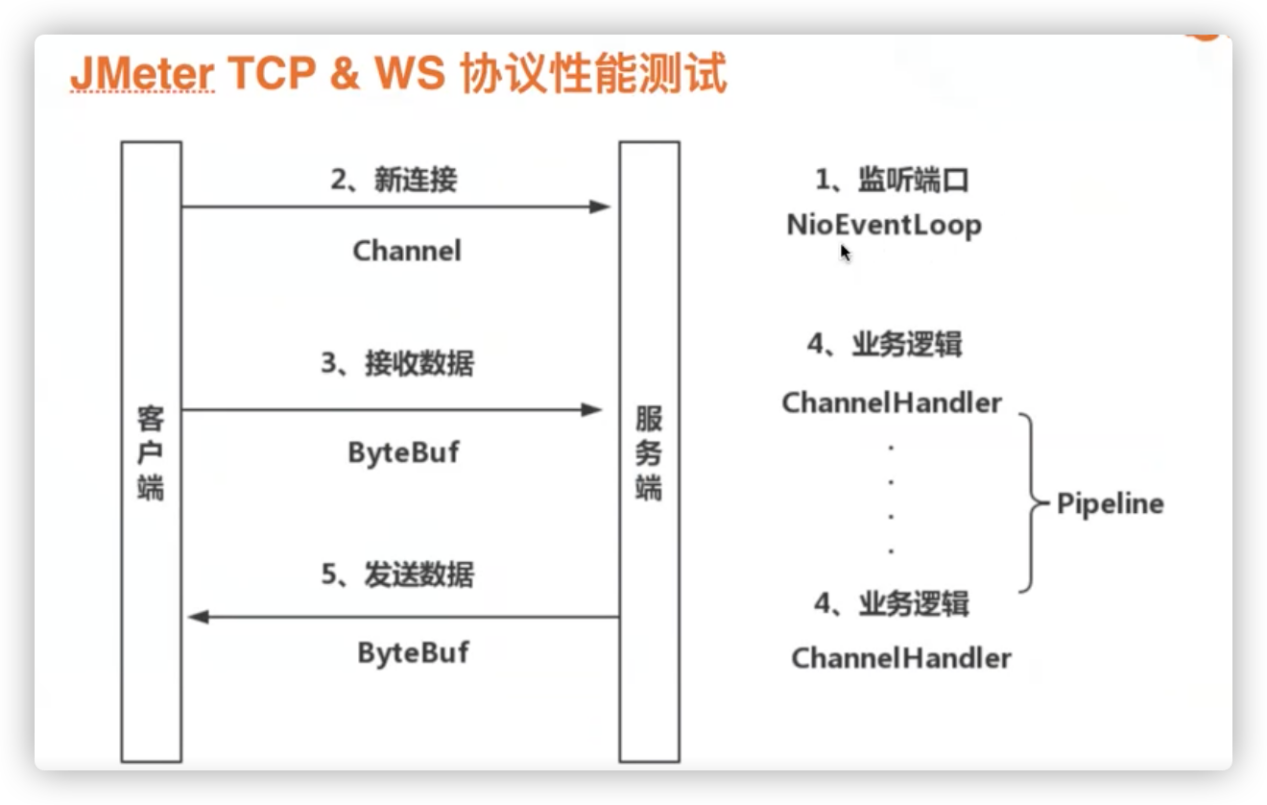 JMeter TCP & WS 协议性能测试
2、新连接
Channel
3、接收数据
ByteBuf
5、发送数据
ByteBuf
客户端
服务端
1、监听端口
NioEventLoop
4、业务逻辑
ChannelHandler
Pipeline
4、业务逻辑
ChannelHandler